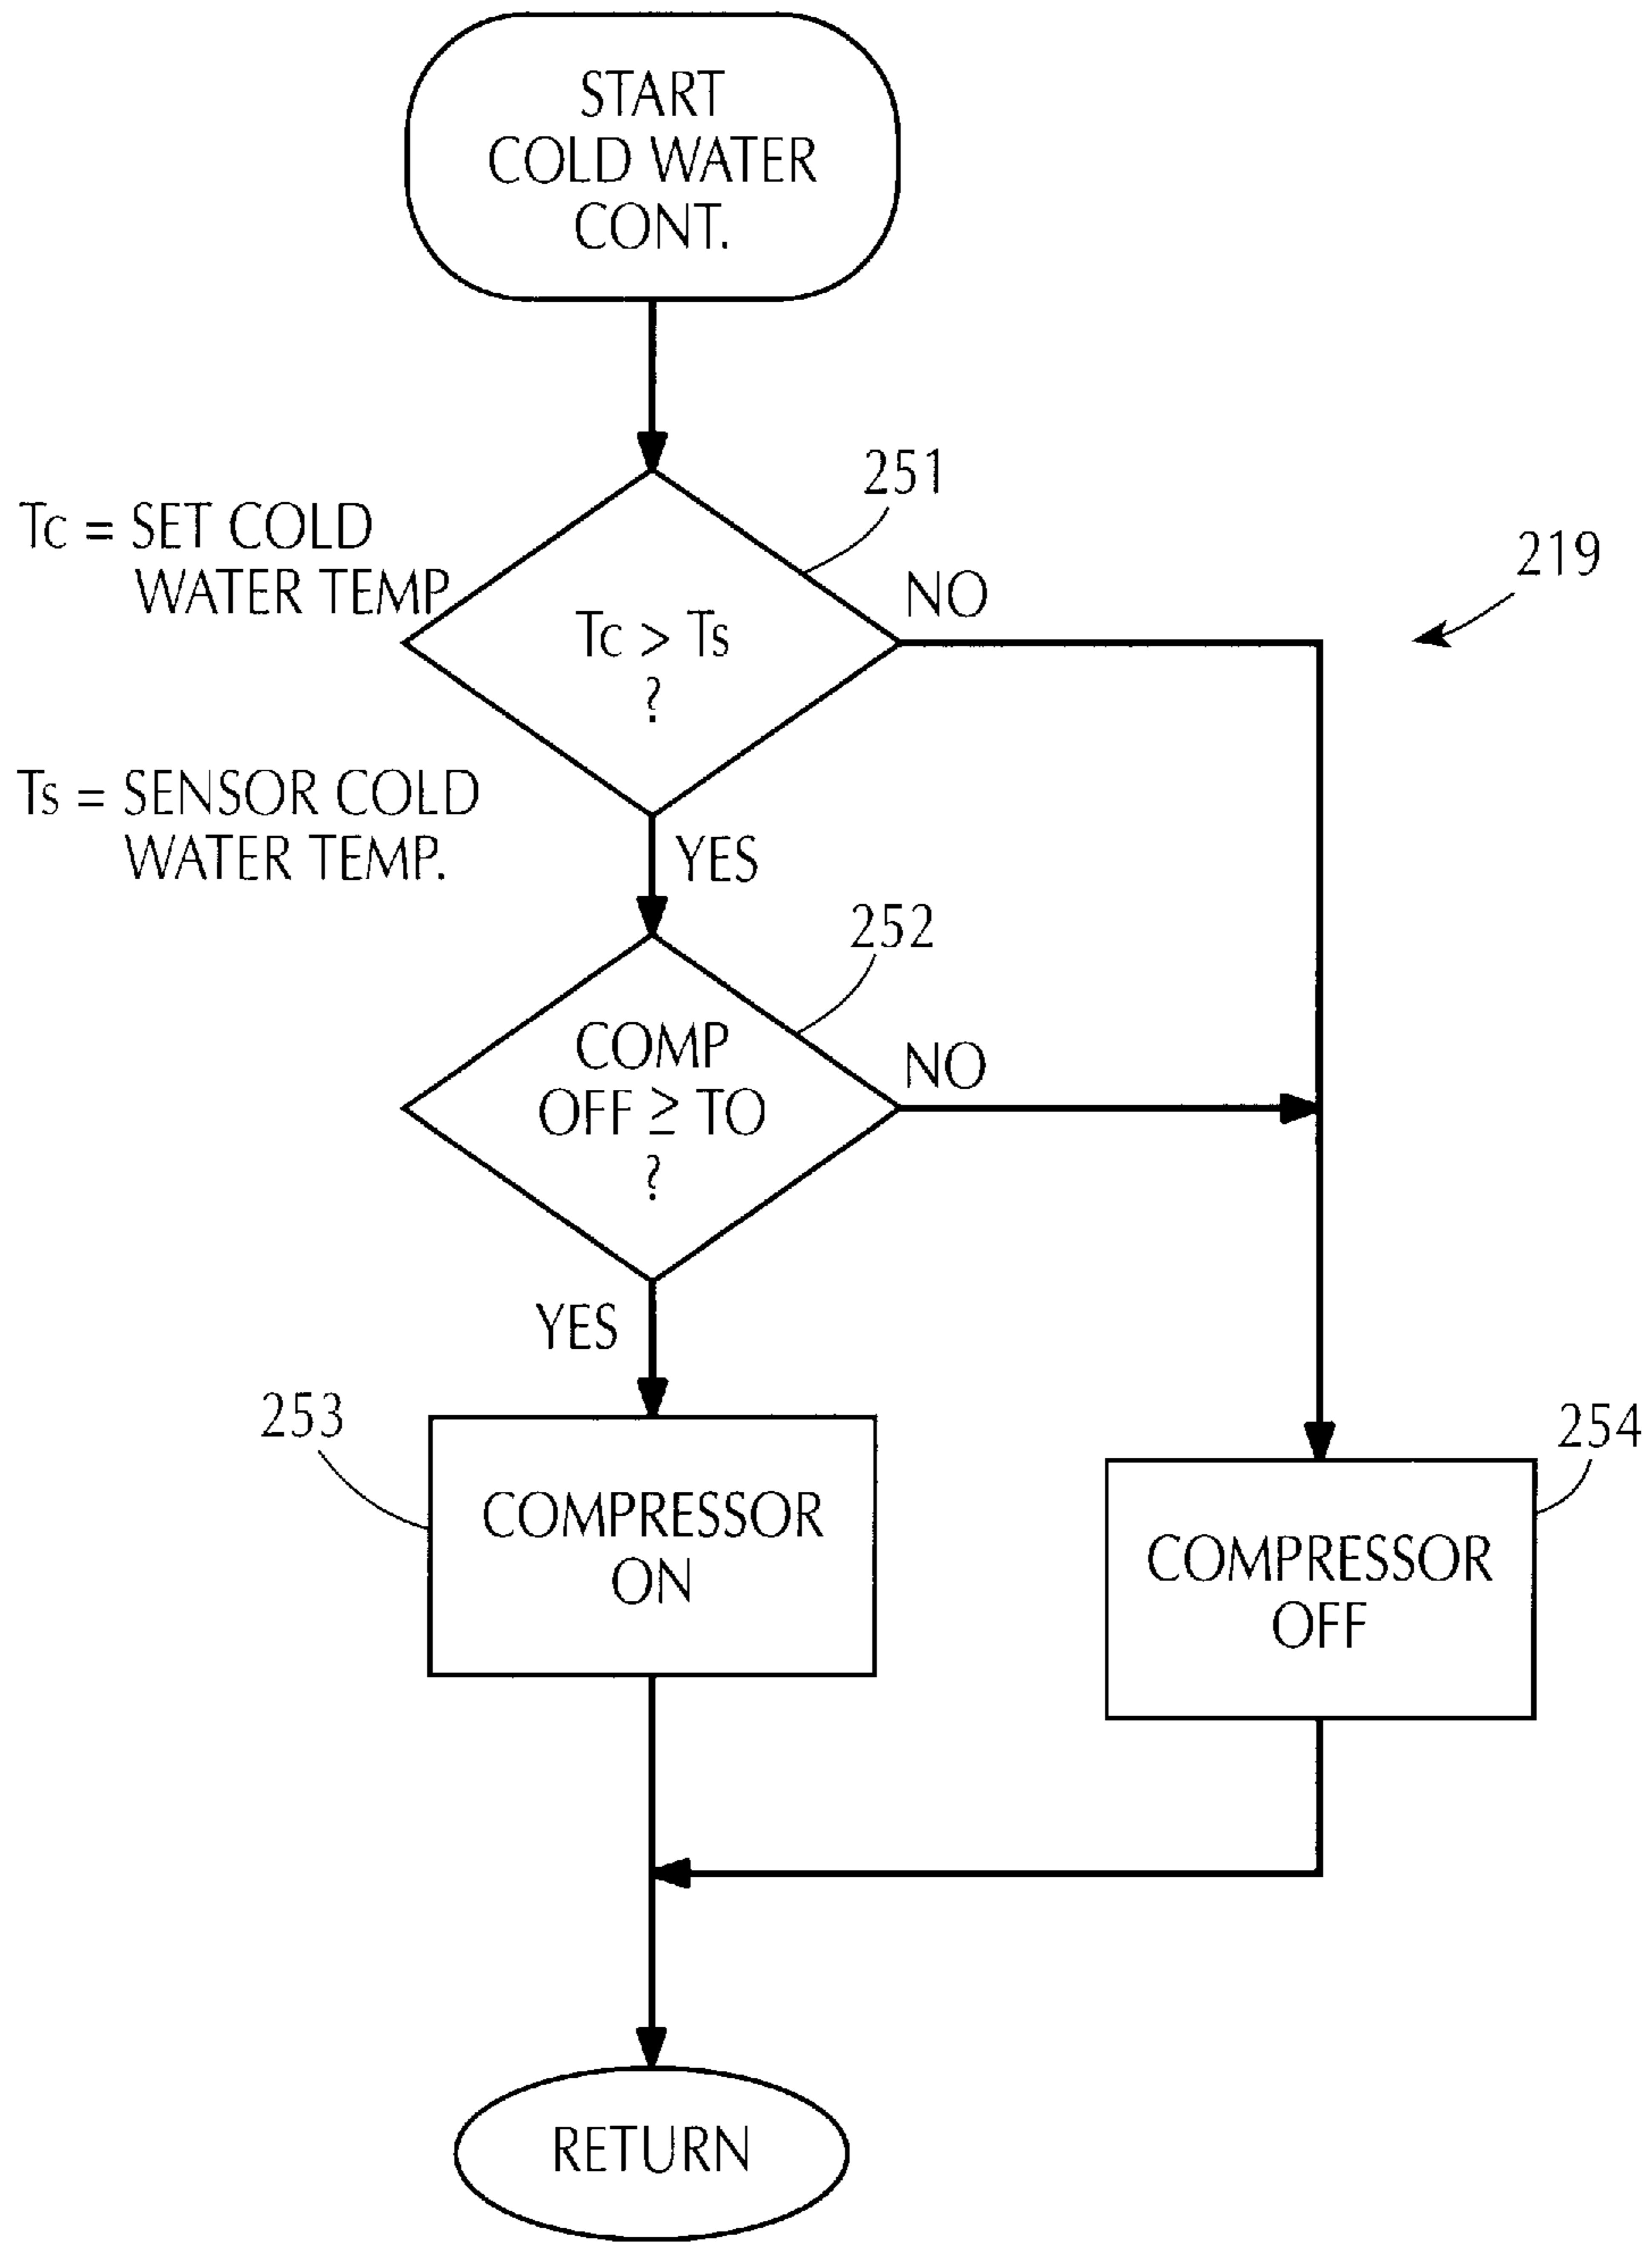 START
COLD WATER
CONT.
251
Tc = SET COLD
WATER TEMP
219
NO
Tc > Ts
?
Ts = SENSOR COLD
WATER TEMP.
YES
252
COMP
OFF ≥ TO
?
NO
YES
253
254
COMPRESSOR
ON
COMPRESSOR
OFF
RETURN